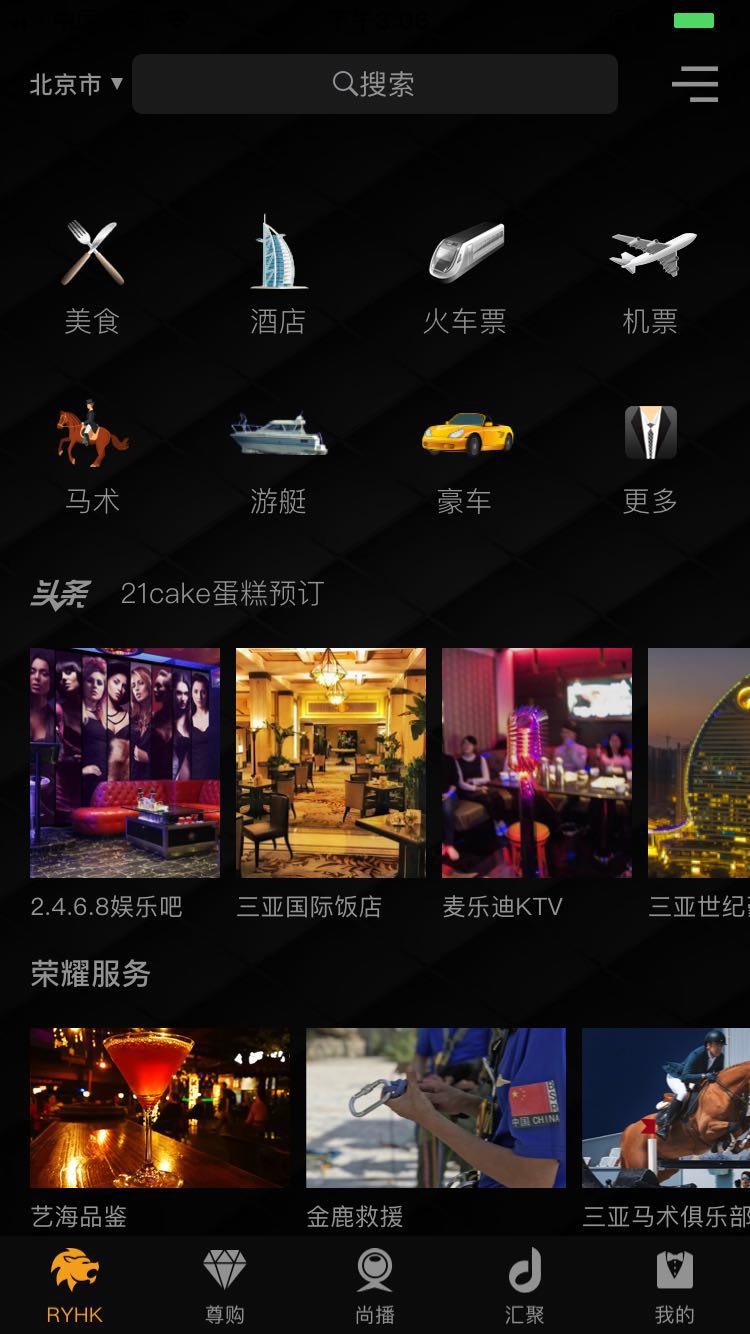 北京市
搜索
美食
酒店
火车票
机票
马术
游艇
豪车
更多
头条
21cake蛋糕预订
2.4.6.8娱乐吧
三亚国际饭店
麦乐迪KTV
三亚世纪
荣耀服务
中国 CHINA
艺海品鉴
金鹿救援
三亚马术俱乐部
RYHK
尊购
尚播
汇聚
我的